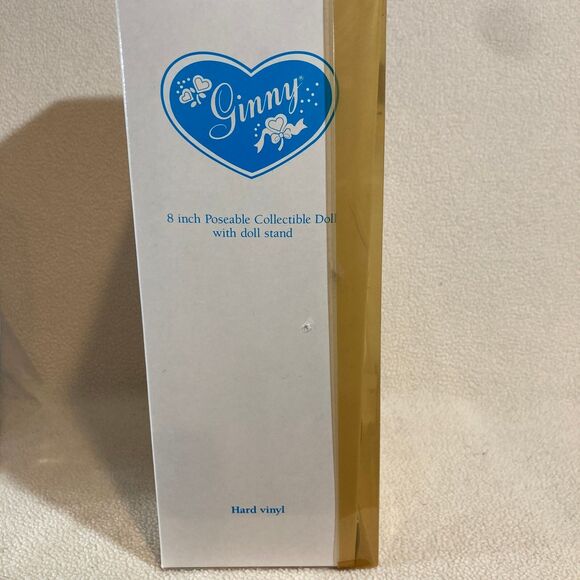 Ginny®
8 inch Poseable Collectible Doll
with doll stand
Hard vinyl